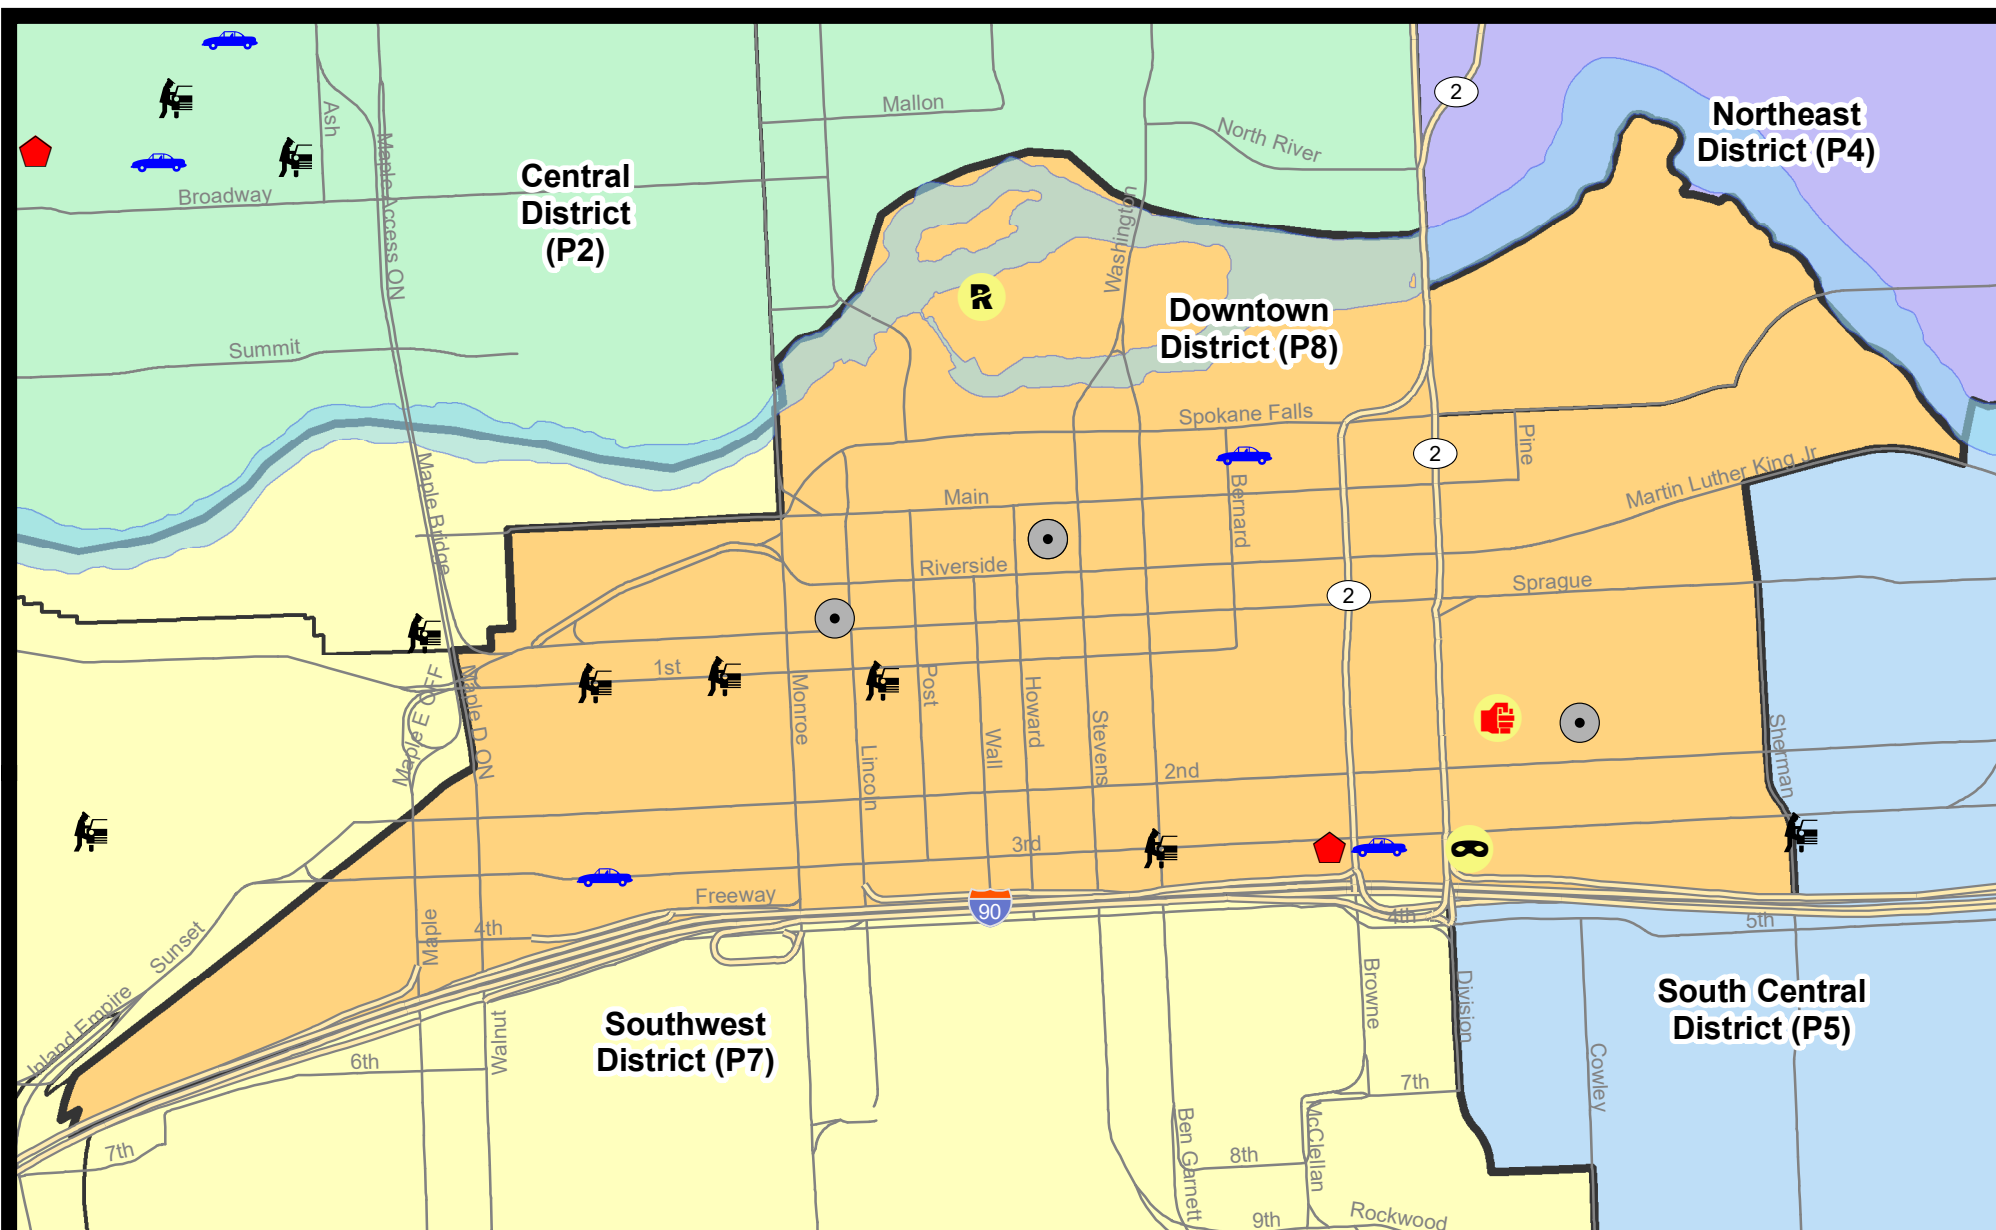 2
Northeast
District (P4)
Mallon
North River
Ash
Maple Access ON
Central
District
(P2)
Broadway
Washington
R
Downtown
District (P8)
Summit
Spokane Falls
Pine
2
Maple Bridge
Main
Bernard
Martin Luther King Jr
Riverside
Sprague
2
1st
Maple E OFF
Maple D ON
Monroe
Post
Howard
Stevens
Wall
Lincoln
Sherman
2nd
3rd
Freeway
90
4th
4th
5th
Maple
Sunset
Inland Empire
Browne
Division
South Central
District (P5)
Southwest
District (P7)
Walnut
6th
Cowley
7th
7th
McClellan
Ben Garnett
8th
9th
Rockwood